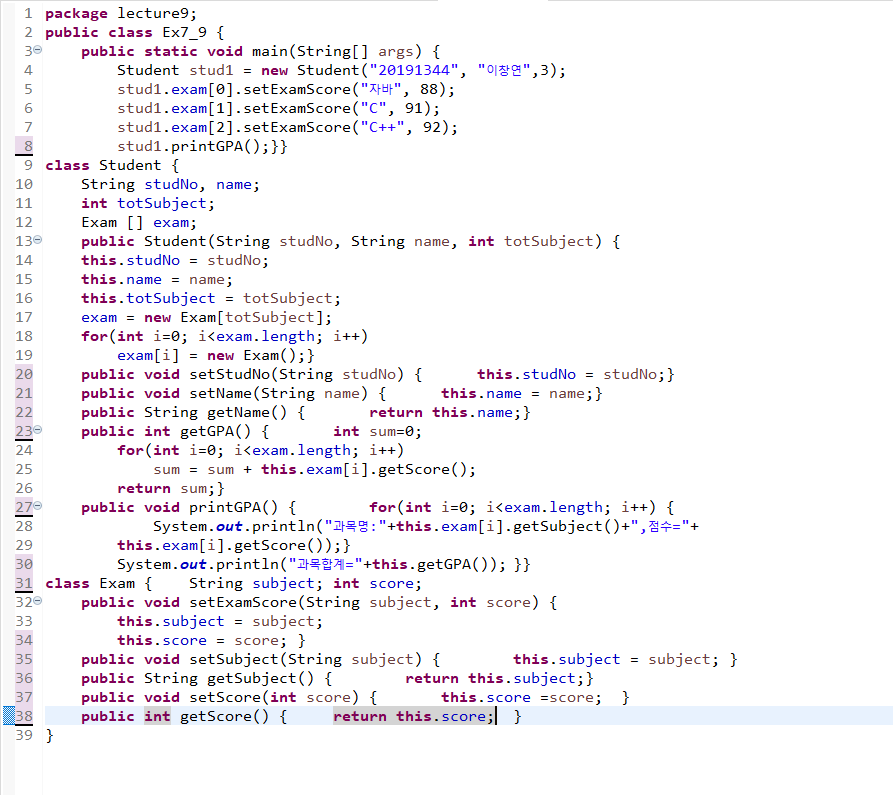 1 package lecture9;
2 public class Ex7_9 {
3 public static void main(String[] args) {
4 Student stud1 = new Student("20191344", "이창연",3);
5 stud1.exam[0].setExamScore("자바", 88);
6 stud1.exam[1].setExamScore("C", 91);
7 stud1.exam[2].setExamScore("C++", 92);
8 stud1.printGPA();}}
9 class Student {
10 String studNo, name;
11 int totSubject;
12 Exam [] exam;
13 public Student(String studNo, String name, int totSubject) {
14 this.studNo = studNo;
15 this.name = name;
16 this.totSubject = totSubject;
17 exam = new Exam[totSubject];
18 for(int i=0; i<exam.length; i++)
19 exam[i] = new Exam();}
20 public void setStudNo(String studNo) { this.studNo = studNo;}
21 public void setName(String name) { this.name = name;}
22 public String getName() { return this.name;}
23 public int getGPA() { int sum=0;
24 for(int i=0; i<exam.length; i++)
25 sum = sum + this.exam[i].getScore();
26 return sum;}
27 public void printGPA() { for(int i=0; i<exam.length; i++) {
28 System.out.println("과목명:"+this.exam[i].getSubject()+",점수="+
29 this.exam[i].getScore());}
30 System.out.println("과목합계="+this.getGPA()); }}
31 class Exam { String subject; int score;
32 public void setExamScore(String subject, int score) {
33 this.subject = subject;
34 this.score = score; }
35 public void setSubject(String subject) { this.subject = subject; }
36 public String getSubject() { return this.subject;}
37 public void setScore(int score) { this.score =score; }
38 public int getScore() { return this.score; }
39 }